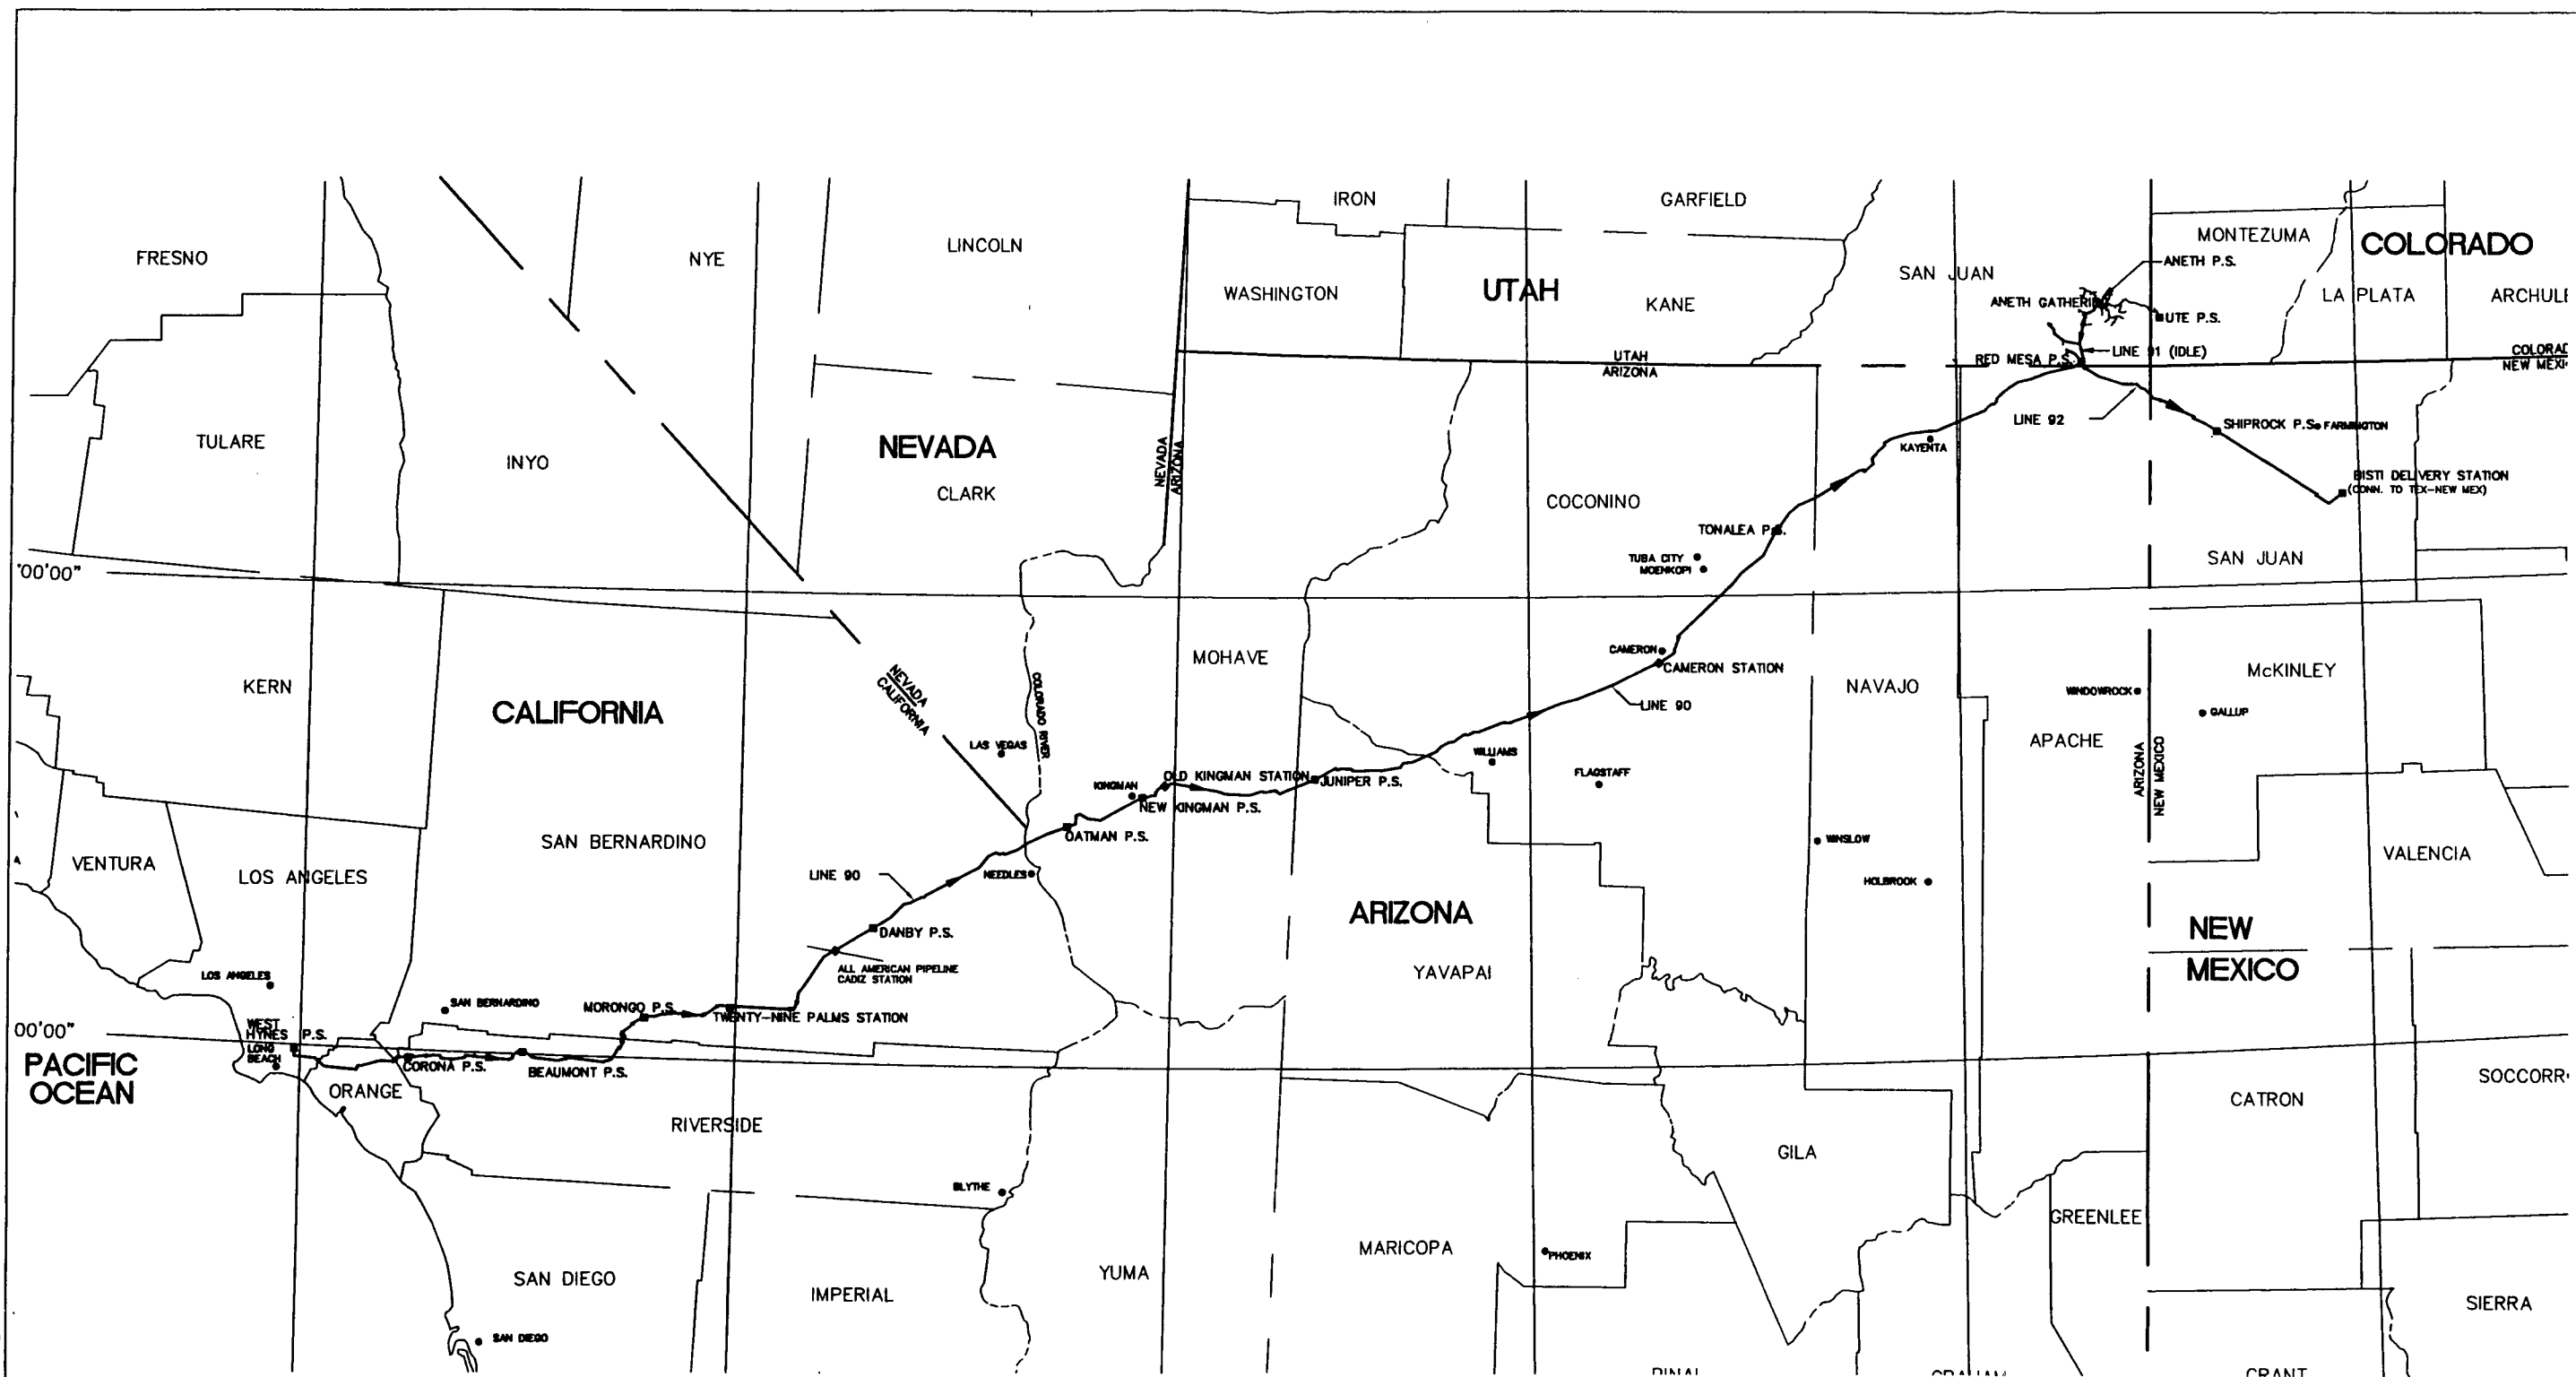 IRON
GARFIELD
FRESNO
NYE
LINCOLN
MONTEZUMA
COLORADO
ANETH P.S.
SAN JUAN
WASHINGTON
UTAH
KANE
ANETH GATHERING
LA PLATA
ARCHULE
UTE P.S.
UTAH
ARIZONA
RED MESA P.S.
LINE 91 (IDLE)
COLORAD
NEW MEXI
LINE 92
SHIPROCK P.S.
FARMINGTON
TULARE
INYO
NEVADA
CLARK
NEVADA
ARIZONA
KAYENTA
BISTI DELIVERY STATION
(CONN. TO TEX-NEW MEX)
COCONINO
TONALEA P.S.
TUBA CITY
MOENKOPI
SAN JUAN
00'00"
KERN
CALIFORNIA
NEVADA
CALIFORNIA
COLORADO RIVER
MOHAVE
CAMERON
CAMERON STATION
LINE 90
NAVAJO
WINDOWROCK
McKINLEY
GALLUP
APACHE
ARIZONA
NEW MEXICO
LAS VEGAS
KINGMAN
OLD KINGMAN STATION
NEW KINGMAN P.S.
JUNIPER P.S.
WILLIAMS
FLAGSTAFF
OATMAN P.S.
SAN BERNARDINO
VENTURA
LOS ANGELES
LINE 90
NEEDLES
WINSLOW
HOLBROOK
VALENCIA
ARIZONA
YAVAPAI
NEW
MEXICO
DANBY P.S.
ALL AMERICAN PIPELINE
CADIZ STATION
LOS ANGELES
SAN BERNARDINO
MORONGO P.S.
TWENTY-NINE PALMS STATION
00'00"
WEST
HYNES P.S.
LONG
BEACH
CORONA P.S.
BEAUMONT P.S.
PACIFIC
OCEAN
ORANGE
RIVERSIDE
CATRON
SOCCORR
GILA
BLYTHE
GREENLEE
SAN DIEGO
IMPERIAL
YUMA
MARICOPA
PHOENIX
SIERRA
SAN DIEGO
PINAL
GRAHAM
GRANT